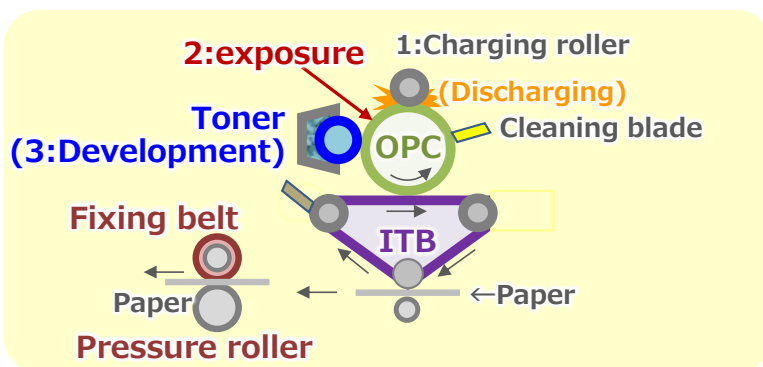 1:Charging roller
2:exposure
(Discharging)
Toner
(3:Development)
Cleaning blade
OPC
Fixing belt
ITB
Paper
←Paper
Pressure roller